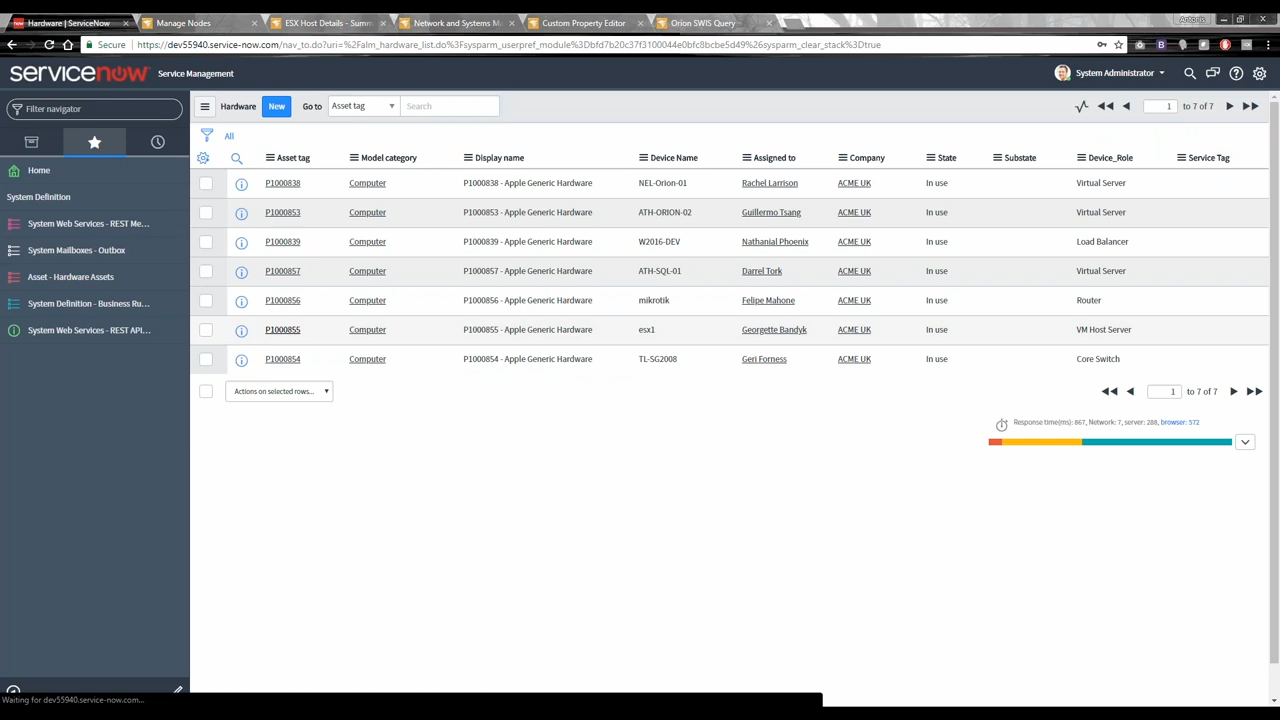 Hardware | ServiceNow
Manage Nodes
ESX Host Details - Summ
Network and Systems M
Custom Property Editor
Orion SWIS Query
Antonis
Secure
https://dev55940.service-now.com/nav_to.do?uri=%2Falm_hardware_list.do%3Fsysparm_userpref_module%3Dbfd7b20c37f3100044e0bfc8bcbe5d49%26sysparm_clear_stack%3Dtrue
servicenow Service Management
System Administrator
Filter navigator
Hardware New Go to Asset tag Search
1 to 7 of 7
All
Home
System Definition
System Web Services - REST Me...
System Mailboxes - Outbox
Asset - Hardware Assets
System Definition - Business Ru...
System Web Services - REST API...
Asset tag Model category Display name Device Name Assigned to Company State Substate Device_Role Service Tag
P1000838 Computer P1000838 - Apple Generic Hardware NEL-Orion-01 Rachel Larrison ACME UK In use Virtual Server
P1000853 Computer P1000853 - Apple Generic Hardware ATH-ORION-02 Guillermo Tsang ACME UK In use Virtual Server
P1000839 Computer P1000839 - Apple Generic Hardware W2016-DEV Nathanial Phoenix ACME UK In use Load Balancer
P1000857 Computer P1000857 - Apple Generic Hardware ATH-SQL-01 Darrel Tork ACME UK In use Virtual Server
P1000856 Computer P1000856 - Apple Generic Hardware mikrotik Felipe Mahone ACME UK In use Router
P1000855 Computer P1000855 - Apple Generic Hardware esx1 Georgette Bandyk ACME UK In use VM Host Server
P1000854 Computer P1000854 - Apple Generic Hardware TL-SG2008 Geri Forness ACME UK In use Core Switch
Actions on selected rows...
1 to 7 of 7
Response time(ms): 867, Network: 7, server: 288, browser: 572
Waiting for dev55940.service-now.com...